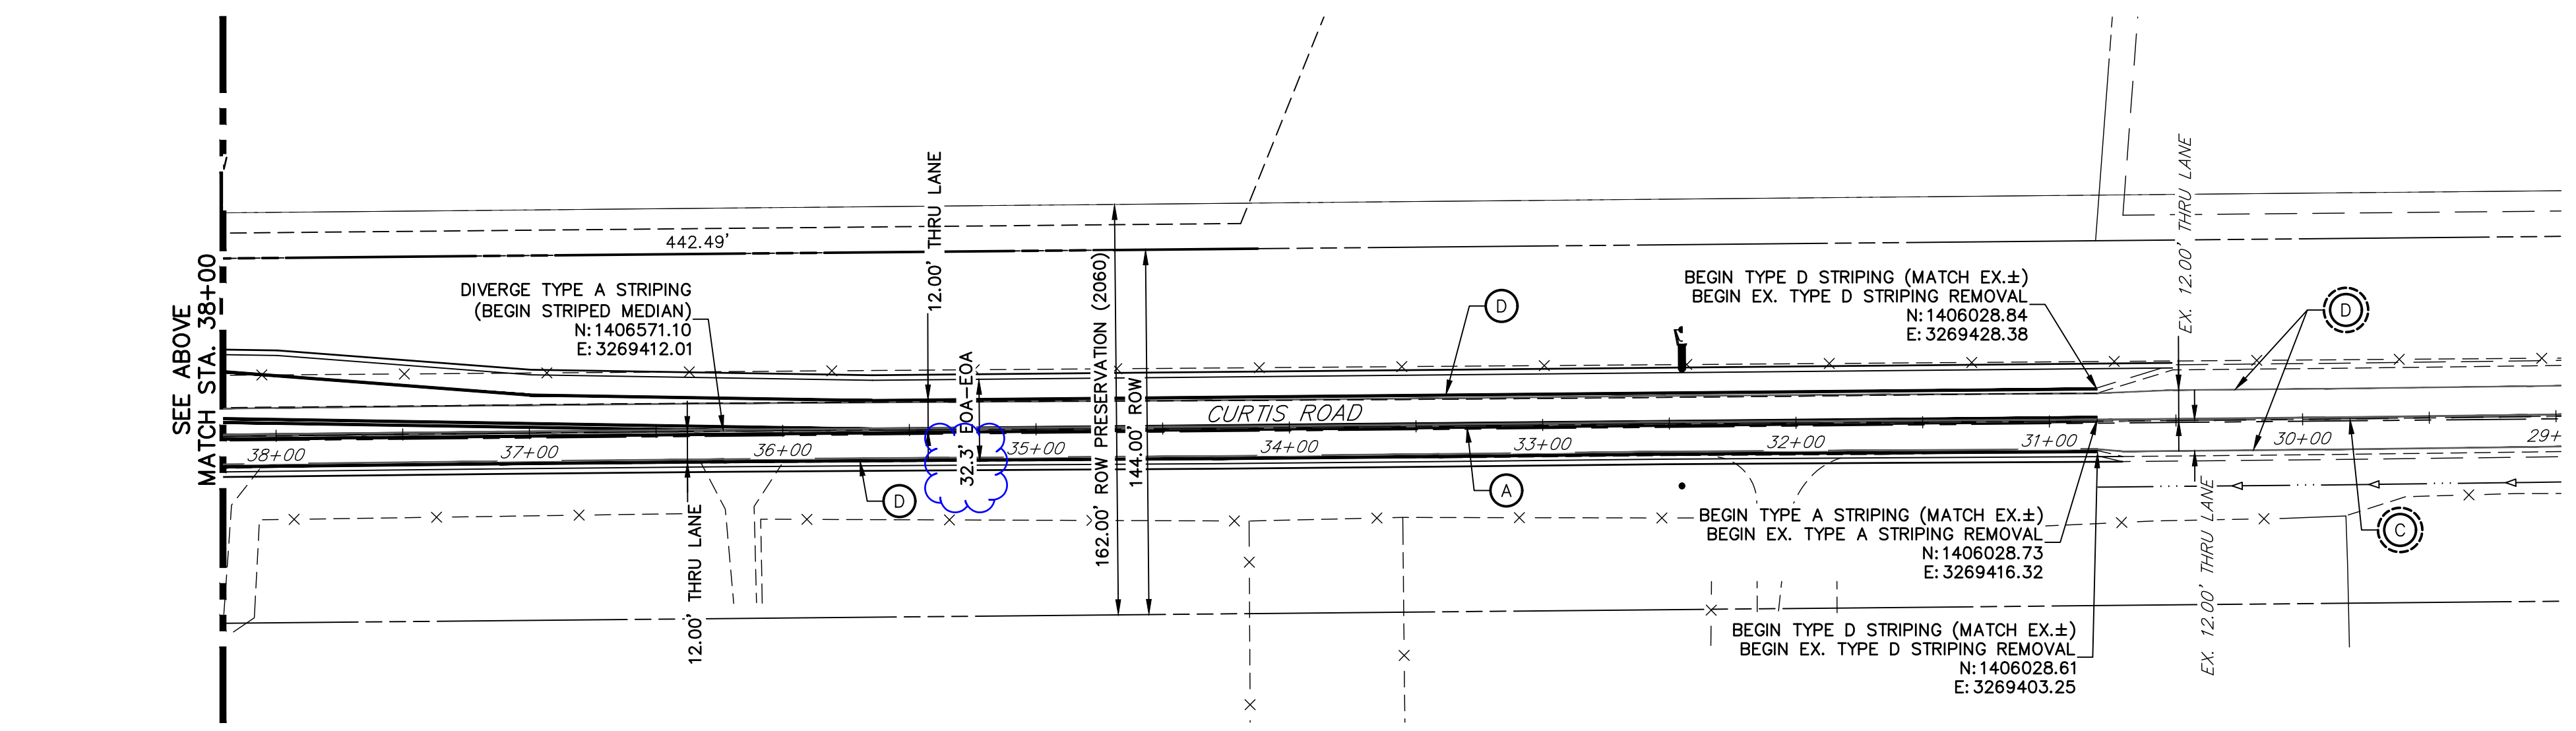 SEE ABOVE
MATCH STA. 38+00
442.49'
DIVERGE TYPE A STRIPING
(BEGIN STRIPED MEDIAN)
N:1406571.10
E:3269412.01
12.00' THRU LANE
12.00' THRU LANE
32.3' EOA-EOA
162.00' ROW PRESERVATION (2060)
144.00' ROW
D
D
A
CURTIS ROAD
38+00
37+00
36+00
35+00
34+00
33+00
32+00
31+00
30+00
29+
BEGIN TYPE D STRIPING (MATCH EX.±)
BEGIN EX. TYPE D STRIPING REMOVAL
N:1406028.84
E:3269428.38
BEGIN TYPE A STRIPING (MATCH EX.±)
BEGIN EX. TYPE A STRIPING REMOVAL
N:1406028.73
E:3269416.32
BEGIN TYPE D STRIPING (MATCH EX.±)
BEGIN EX. TYPE D STRIPING REMOVAL
N:1406028.61
E:3269403.25
EX. 12.00' THRU LANE
EX. 12.00' THRU LANE
D
C